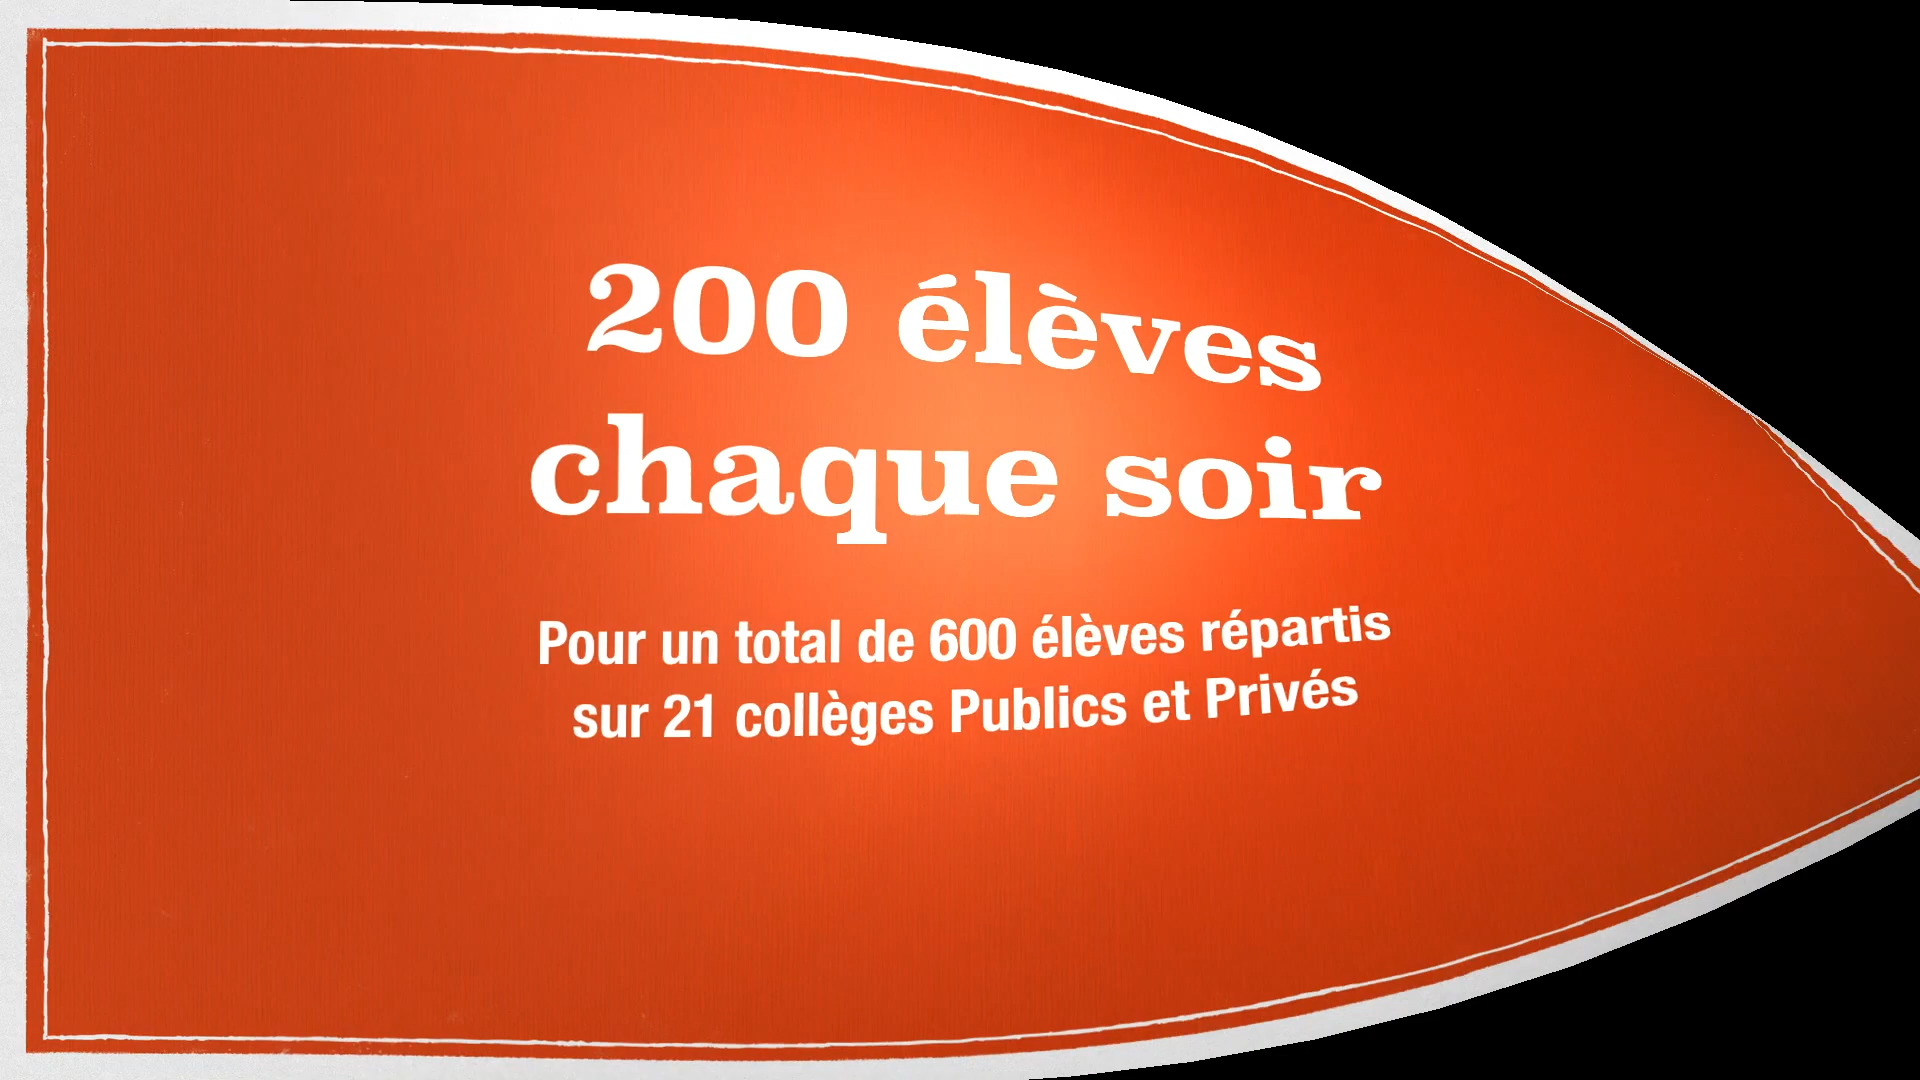 200 élèves
chaque soir
Pour un total de 600 élèves répartis
sur 21 collèges Publics et Privés